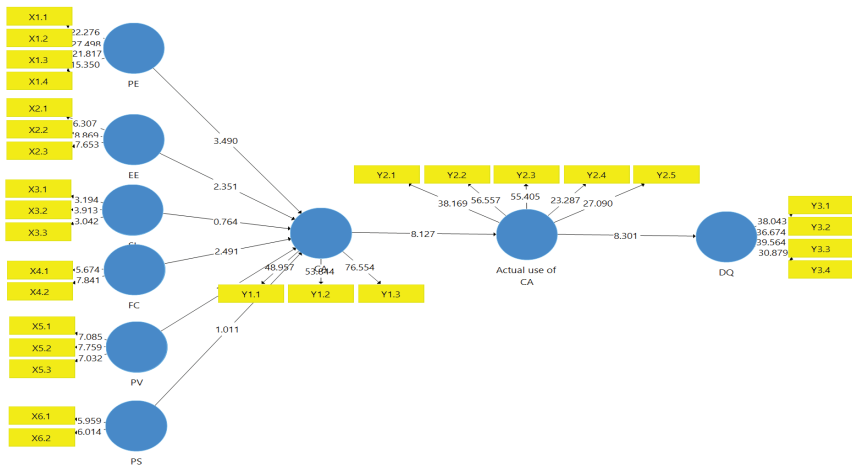 X1.1
X1.2
X1.3
X1.4
22.276
27.498
21.817
15.350
PE
X2.1
X2.2
X2.3
6.307
8.869
7.653
EE
X3.1
X3.2
X3.3
3.194
3.913
3.042
X4.1
X4.2
5.674
7.841
FC
X5.1
X5.2
X5.3
7.085
7.759
7.032
PV
X6.1
X6.2
5.959
6.014
PS
3.490
2.351
0.764
2.491
1.011
48.957
53.844
76.554
Y1.1
Y1.2
Y1.3
8.127
Y2.1
Y2.2
Y2.3
Y2.4
Y2.5
38.169
56.557
55.405
23.287
27.090
Actual use of
CA
8.301
DQ
38.043
36.674
39.564
30.879
Y3.1
Y3.2
Y3.3
Y3.4